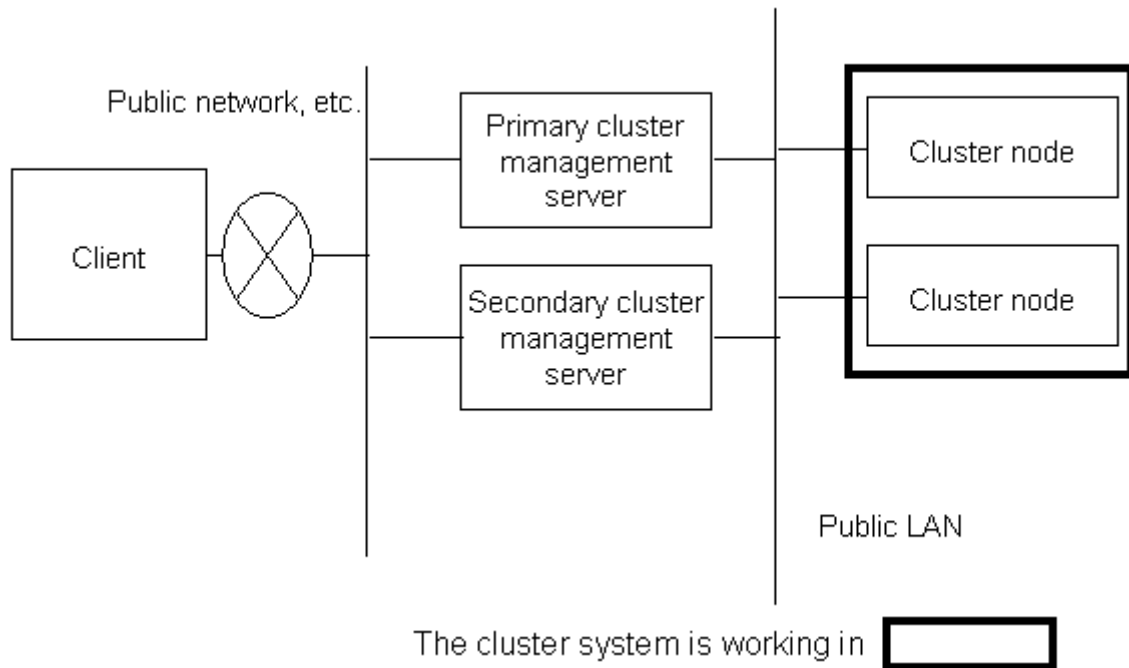 Public network, etc.
Primary cluster
management
server
Cluster node
Client
Secondary cluster
management
server
Cluster node
Public LAN
The cluster system is working in